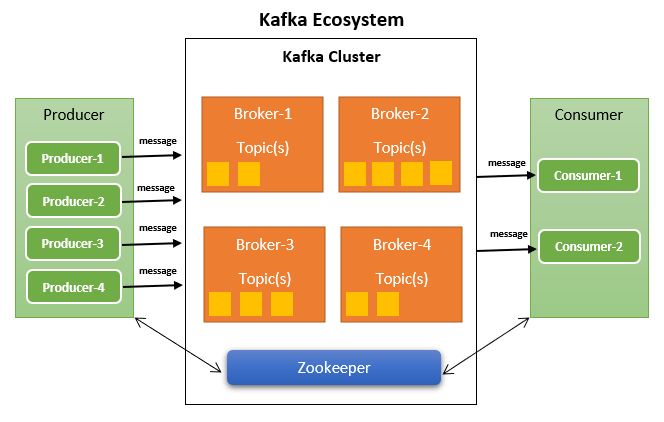 Kafka Ecosystem
Kafka Cluster
Producer
Producer-1
Producer-2
Producer-3
Producer-4
message
message
message
message
Broker-1
Topic(s)
Broker-2
Topic(s)
Broker-3
Topic(s)
Broker-4
Topic(s)
Zookeeper
message
message
Consumer
Consumer-1
Consumer-2